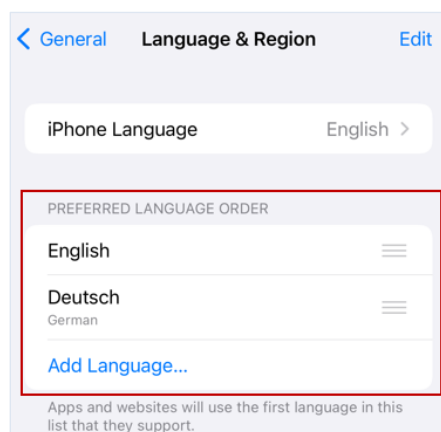 General Language & Region Edit
iPhone Language English
PREFERRED LANGUAGE ORDER
English
Deutsch
German
Add Language...
Apps and websites will use the first language in this
list that they support.